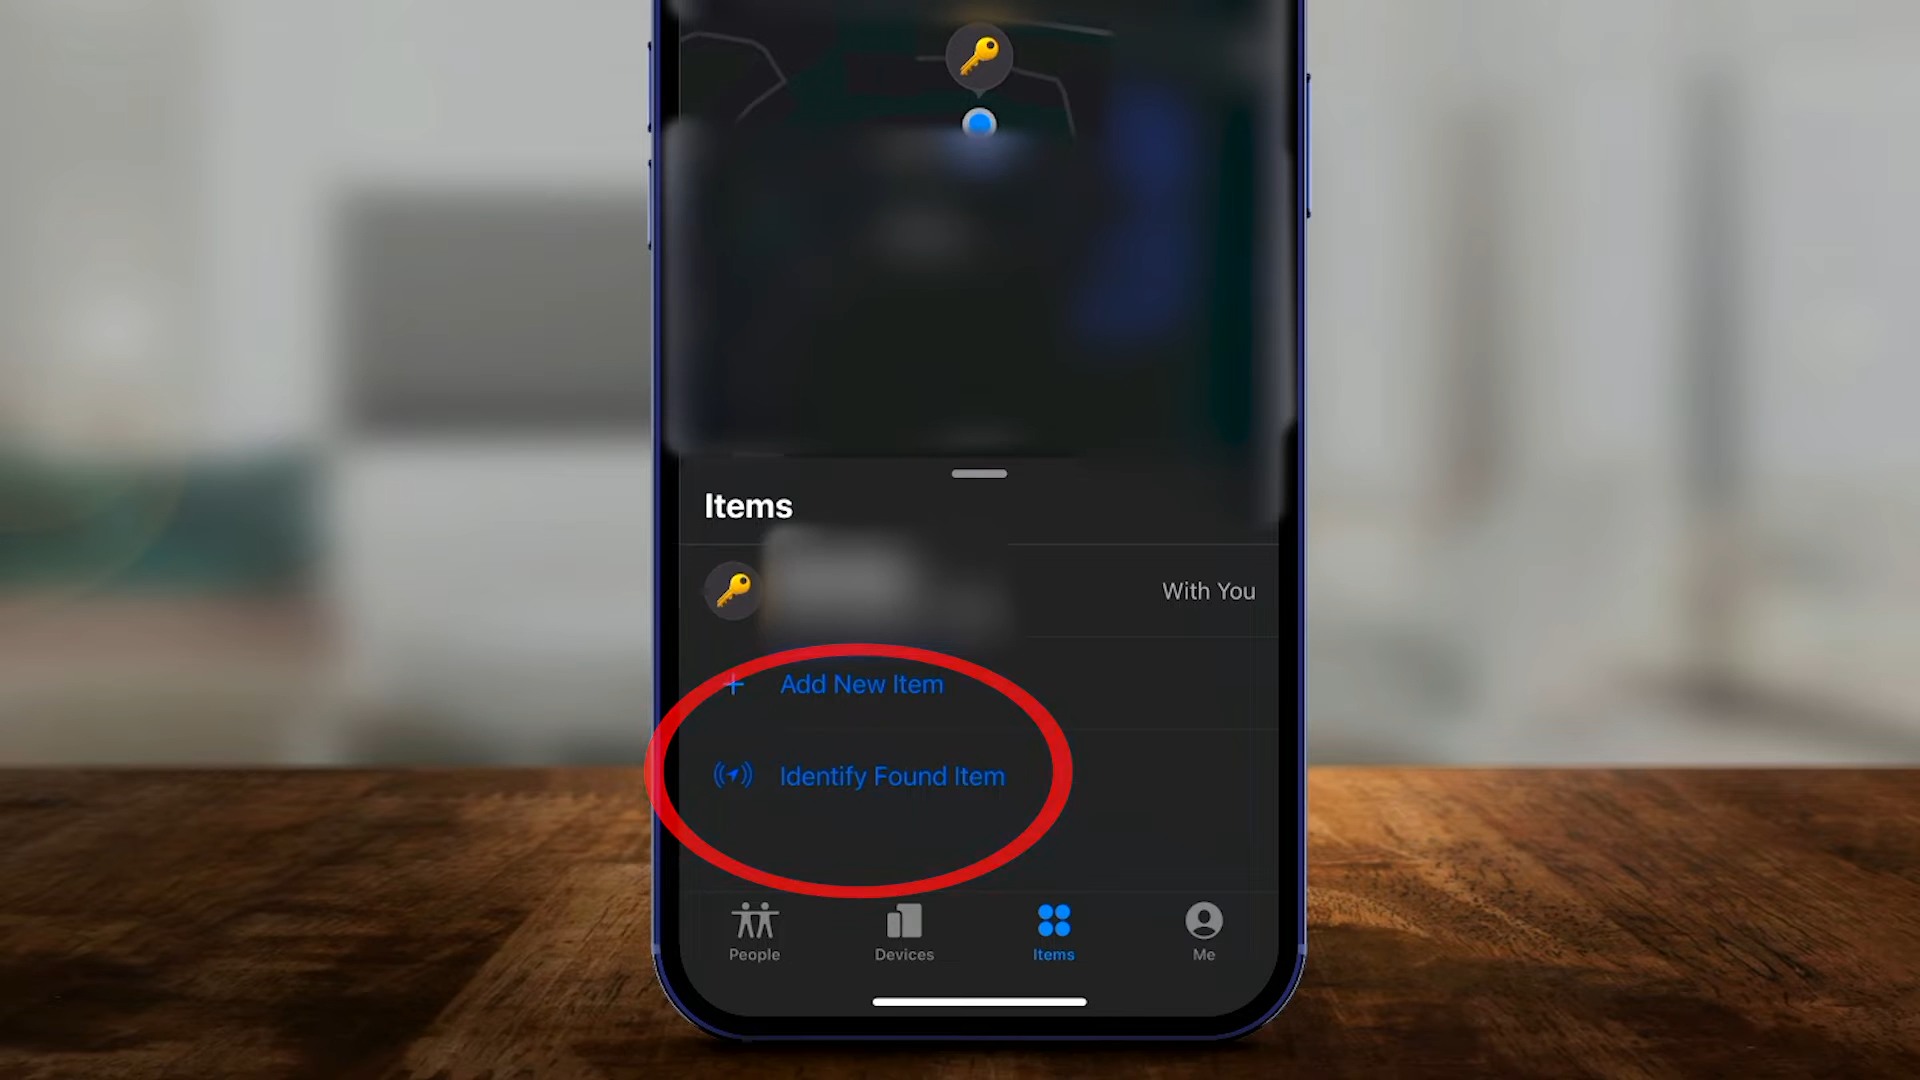 Items
With You
Add New Item
Identify Found Item
People
Devices
Items
Me